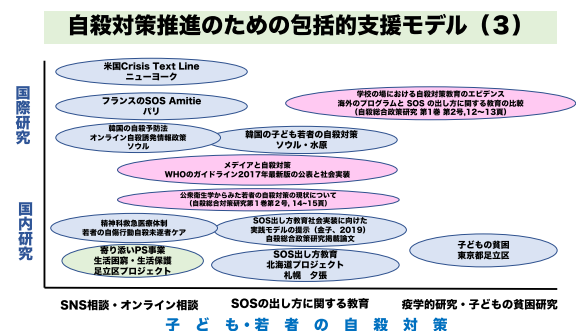 自殺対策推進のための包括的支援モデル（３）
国際研究
米国Crisis Text Line
ニューヨーク
フランスのSOS Amitie
パリ
学校の場における自殺対策教育のエビデンス
海外のプログラムと SOS の出し方に関する教育の比較
(自殺総合政策研究 第1巻 第2号,12～13頁)
韓国の自殺予防法
オンライン自殺誘発情報政策
ソウル
韓国の子ども若者の自殺対策
ソウル・水原
メデイアと自殺対策
WHOのガイドライン2017年最新版の公表と社会実装
公衆衛生学からみた若者の自殺対策の現状について
(自殺総合対策研究第１巻第２号, 14～15頁)
国内研究
精神科救急医療体制
若者の自傷行動自殺未遂者ケア
SOS出し方教育社会実装に向けた
実践モデルの提示（金子、2019）
自殺総合政策研究掲載論文
子どもの貧困
東京都足立区
寄り添いPS事業
生活困窮・生活保護
足立区プロジェクト
SOS出し方教育
北海道プロジェクト
札幌　夕張
SNS相談・オンライン相談
SOSの出し方に関する教育
疫学的研究・子どもの貧困研究
子ども・若者の自殺対策